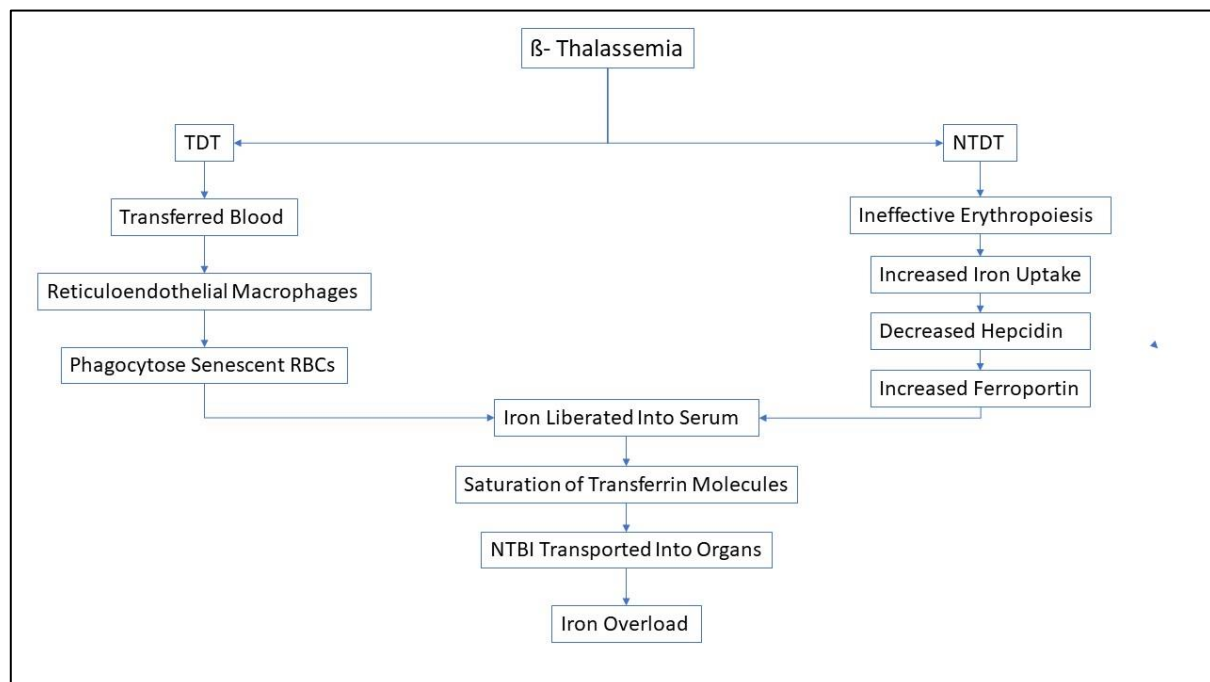 ß- Thalassemia
TDT
NTDT
Transferred Blood
Ineffective Erythropoiesis
Reticuloendothelial Macrophages
Increased Iron Uptake
Phagocytose Senescent RBCs
Decreased Hepcidin
Increased Ferroportin
Iron Liberated Into Serum
Saturation of Transferrin Molecules
NTBI Transported Into Organs
Iron Overload